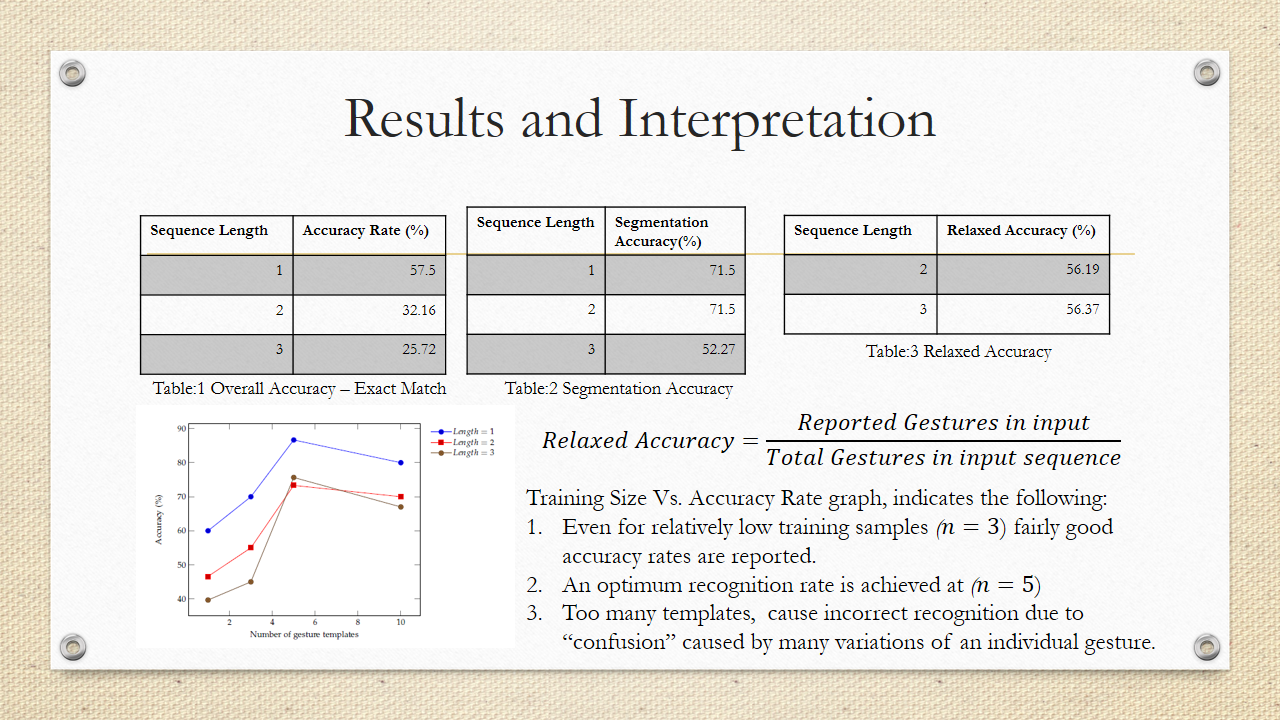 Results and Interpretation
Sequence Length Accuracy Rate (%)
1 57.5
2 32.16
3 25.72
Table:1 Overall Accuracy – Exact Match
Sequence Length Segmentation
Accuracy(%)
1 71.5
2 71.5
3 52.27
Table:2 Segmentation Accuracy
Sequence Length Relaxed Accuracy (%)
2 56.19
3 56.37
Table:3 Relaxed Accuracy
90
80
70
60
50
40
2 4 6 8 10
Accuracy (%)
Number of gesture templates
Length = 1
Length = 2
Length = 3
Reported Gestures in input
Relaxed Accuracy =
Total Gestures in input sequence
Training Size Vs. Accuracy Rate graph, indicates the following:
1. Even for relatively low training samples (n = 3) fairly good
accuracy rates are reported.
2. An optimum recognition rate is achieved at (n = 5)
3. Too many templates, cause incorrect recognition due to
“confusion” caused by many variations of an individual gesture.